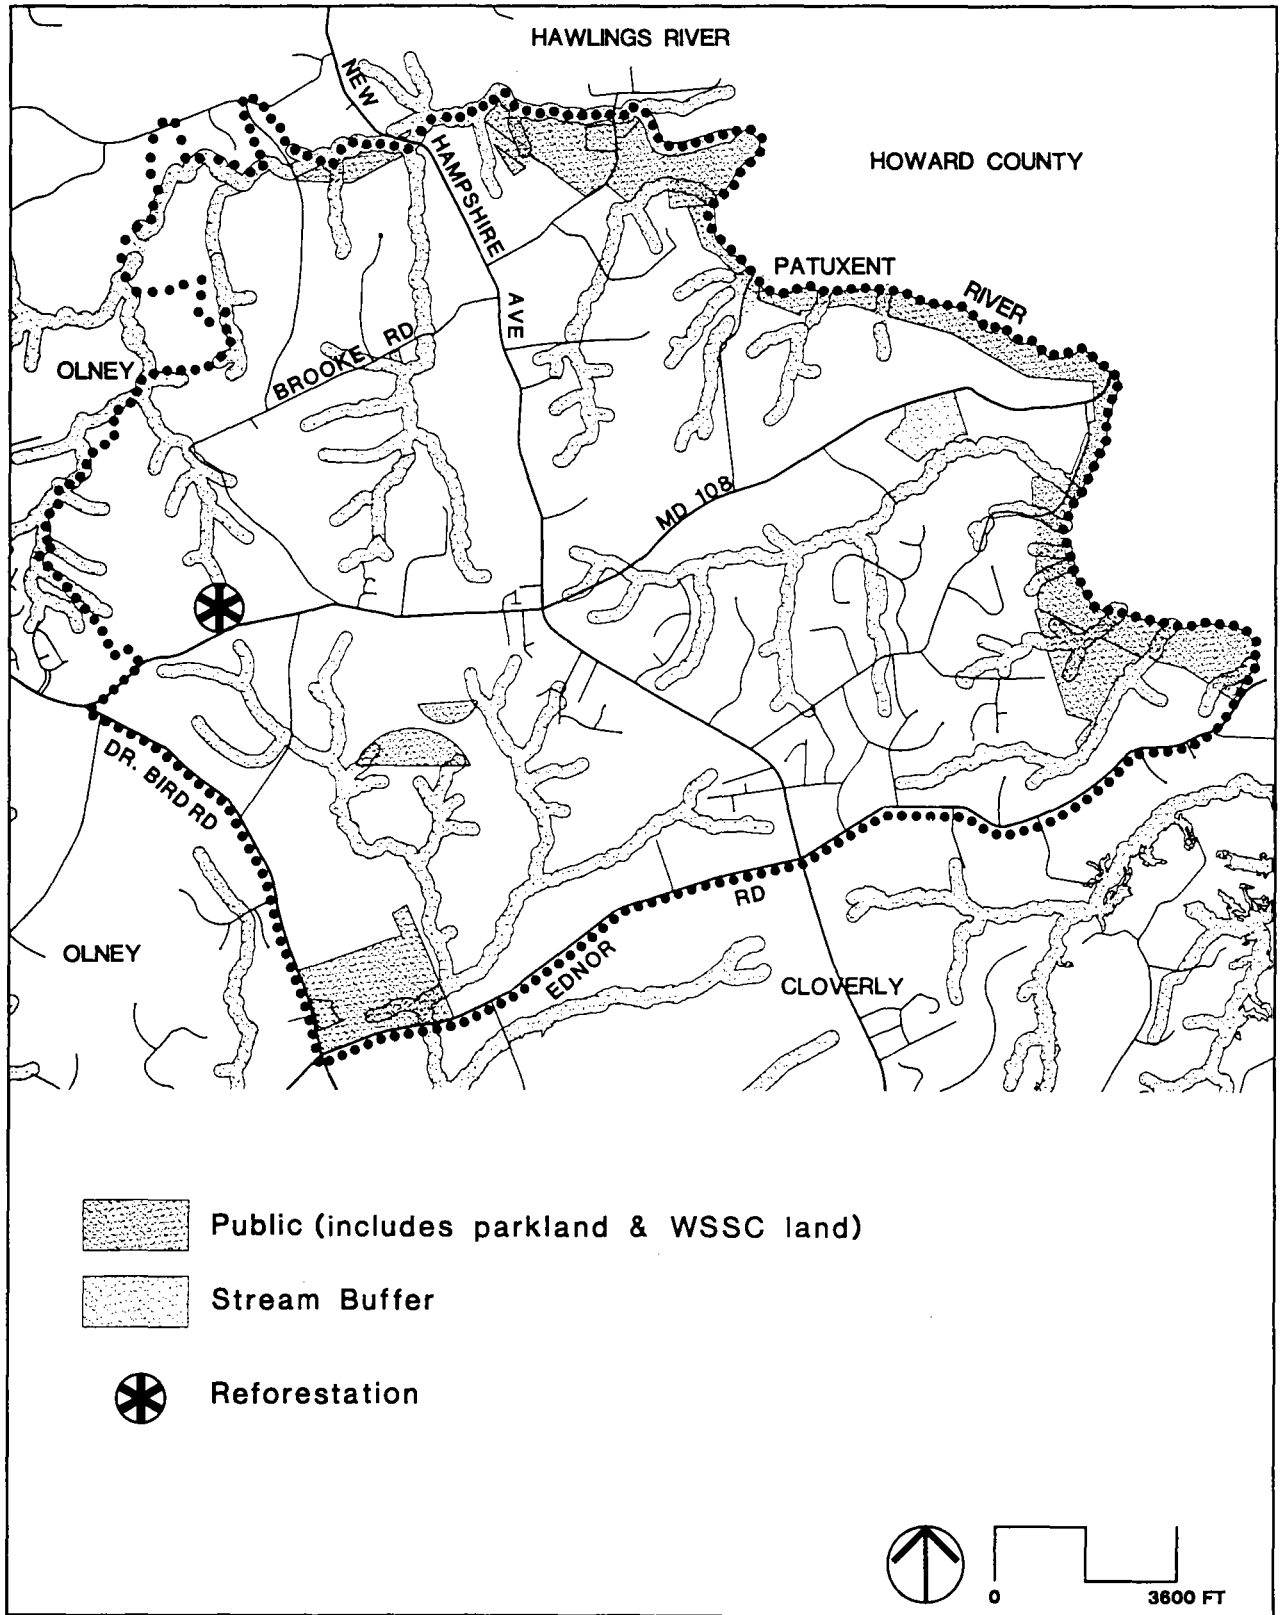 HAWLINGS RIVER
NEW
HAMPSHIRE
AVE
HOWARD COUNTY
PATUXENT
RIVER
OLNEY
BROOKE RD
MD 108
DR. BIRD RD
OLNEY
EDNOR
RD
CLOVERLY
Public (includes parkland & WSSC land)
Stream Buffer
Reforestation
0 3600 FT